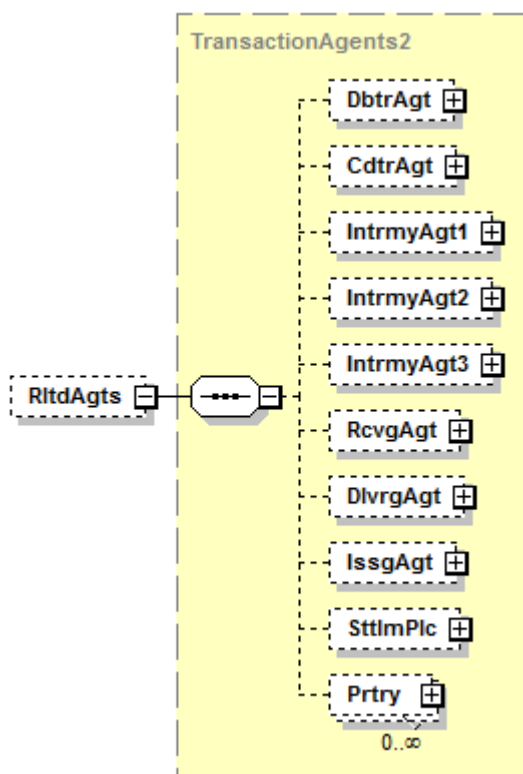 TransactionAgents2
DbtrAgt
CdtrAgt
IntrmyAgt1
IntrmyAgt2
IntrmyAgt3
RltdAgts
RcvgAgt
DlvrgAgt
IssgAgt
SttlmPlc
Prtry
0..∞